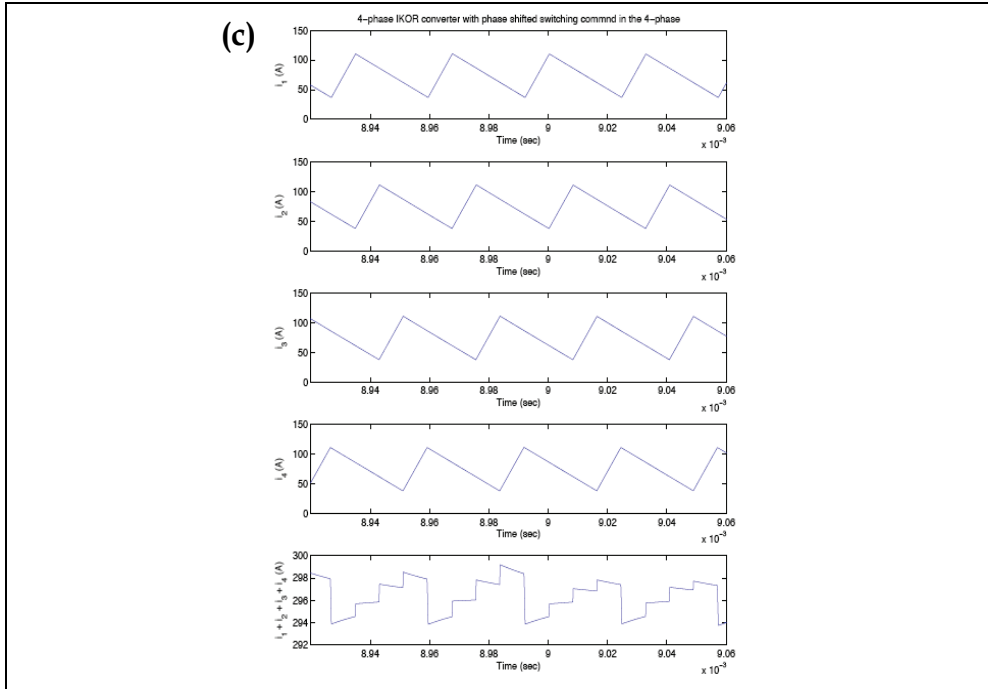 (c)
4-phase IKOR converter with phase shifted switching commnd in the 4-phase
150
100
50
0
i1 (A)
8.94 8.96 8.98 9 9.02 9.04 9.06
Time (sec)
x 10-3
150
100
50
0
i2 (A)
8.94 8.96 8.98 9 9.02 9.04 9.06
Time (sec)
x 10-3
150
100
50
0
i3 (A)
8.94 8.96 8.98 9 9.02 9.04 9.06
Time (sec)
x 10-3
150
100
50
0
i4 (A)
8.94 8.96 8.98 9 9.02 9.04 9.06
Time (sec)
x 10-3
300
298
296
294
292
i1 + i2 + i3 + i4 (A)
8.94 8.96 8.98 9 9.02 9.04 9.06
Time (sec)
x 10-3